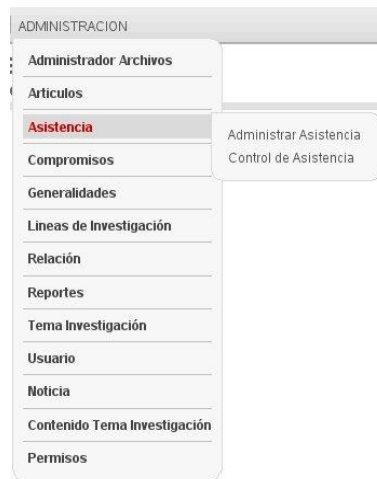 ADMINISTRACION
Administrador Archivos
Articulos
Asistencia
Administrar Asistencia
Control de Asistencia
Compromisos
Generalidades
Lineas de Investigación
Relación
Reportes
Tema Investigación
Usuario
Noticia
Contenido Tema Investigación
Permisos